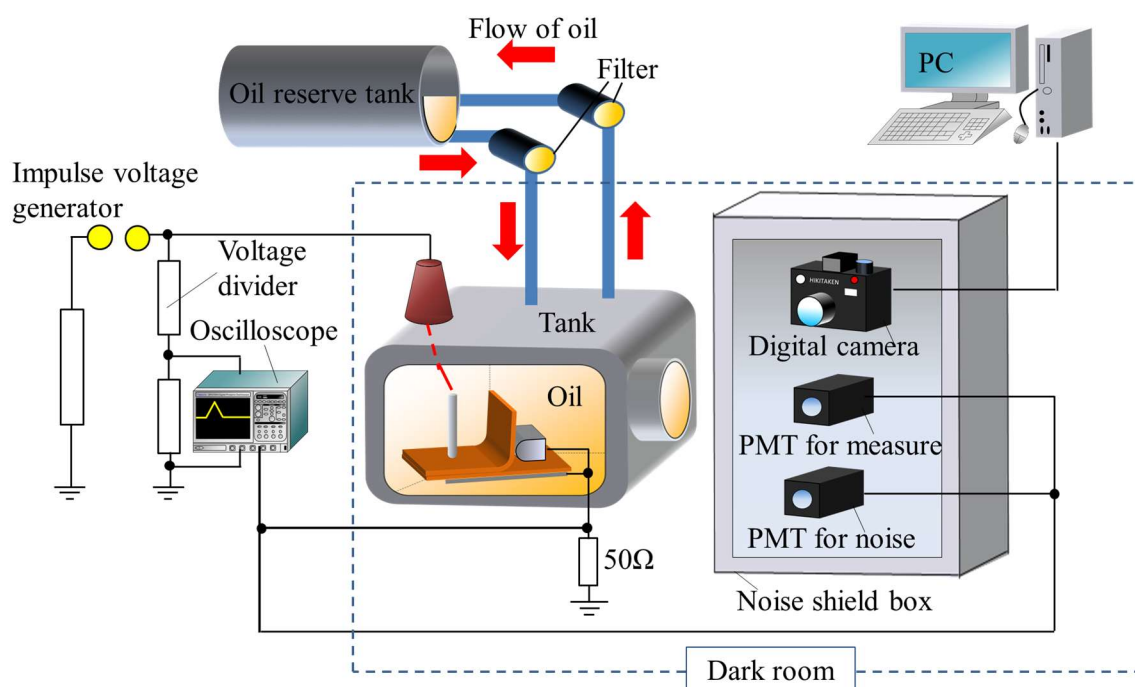 Flow of oil
Filter
Oil reserve tank
PC
Impulse voltage
generator
Voltage
divider
Oscilloscope
Tank
Oil
HIKITAKEN
Digital camera
PMT for measure
PMT for noise
50Ω
Noise shield box
Dark room